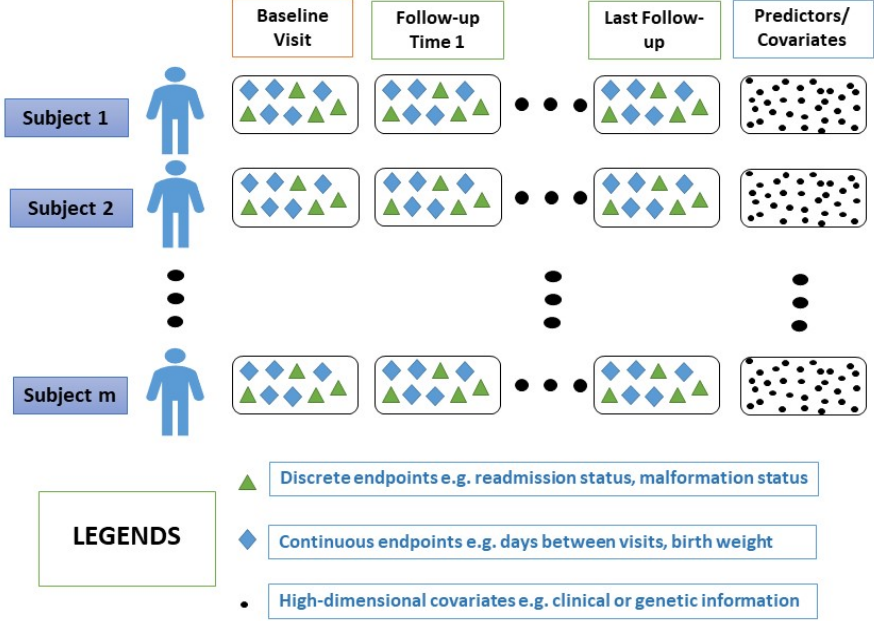 Baseline
Visit
Follow-up
Time 1
Last Follow-
up
Predictors/
Covariates
Subject 1
Subject 2
Subject m
LEGENDS
Discrete endpoints e.g. readmission status, malformation status
Continuous endpoints e.g. days between visits, birth weight
High-dimensional covariates e.g. clinical or genetic information